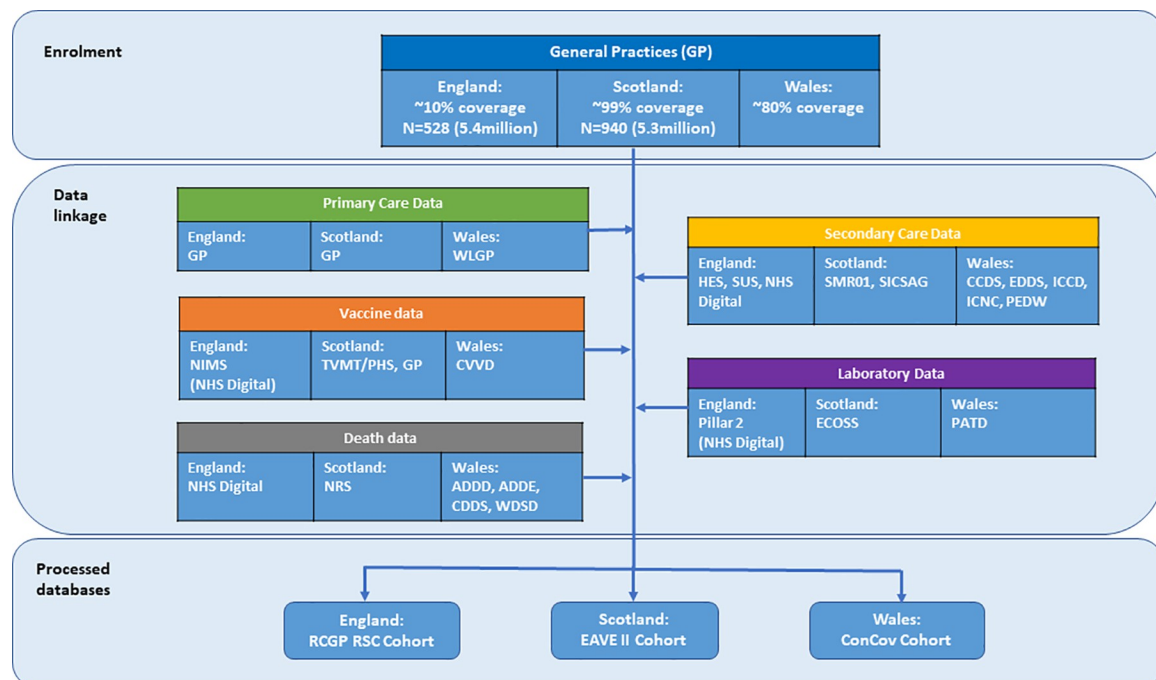 Enrolment
General Practices (GP)
England:
~10% coverage
N=528 (5.4million)
Scotland:
~99% coverage
N=940 (5.3million)
Wales:
~80% coverage
Data
linkage
Primary Care Data
England:
GP
Scotland:
GP
Wales:
WLGP
Secondary Care Data
England:
HES, SUS, NHS
Digital
Scotland:
SMR01, SICSAG
Wales:
CCDS, EDDS, ICCD,
ICNC, PEDW
Vaccine data
England:
NIMS
(NHS Digital)
Scotland:
TVMT/PHS, GP
Wales:
CVVD
Laboratory Data
England:
Pillar 2
(NHS Digital)
Scotland:
ECOSS
Wales:
PATD
Death data
England:
NHS Digital
Scotland:
NRS
Wales:
ADDD, ADDE,
CDDS, WDSD
Processed
databases
England:
RCGP RSC Cohort
Scotland:
EAVE II Cohort
Wales:
ConCov Cohort